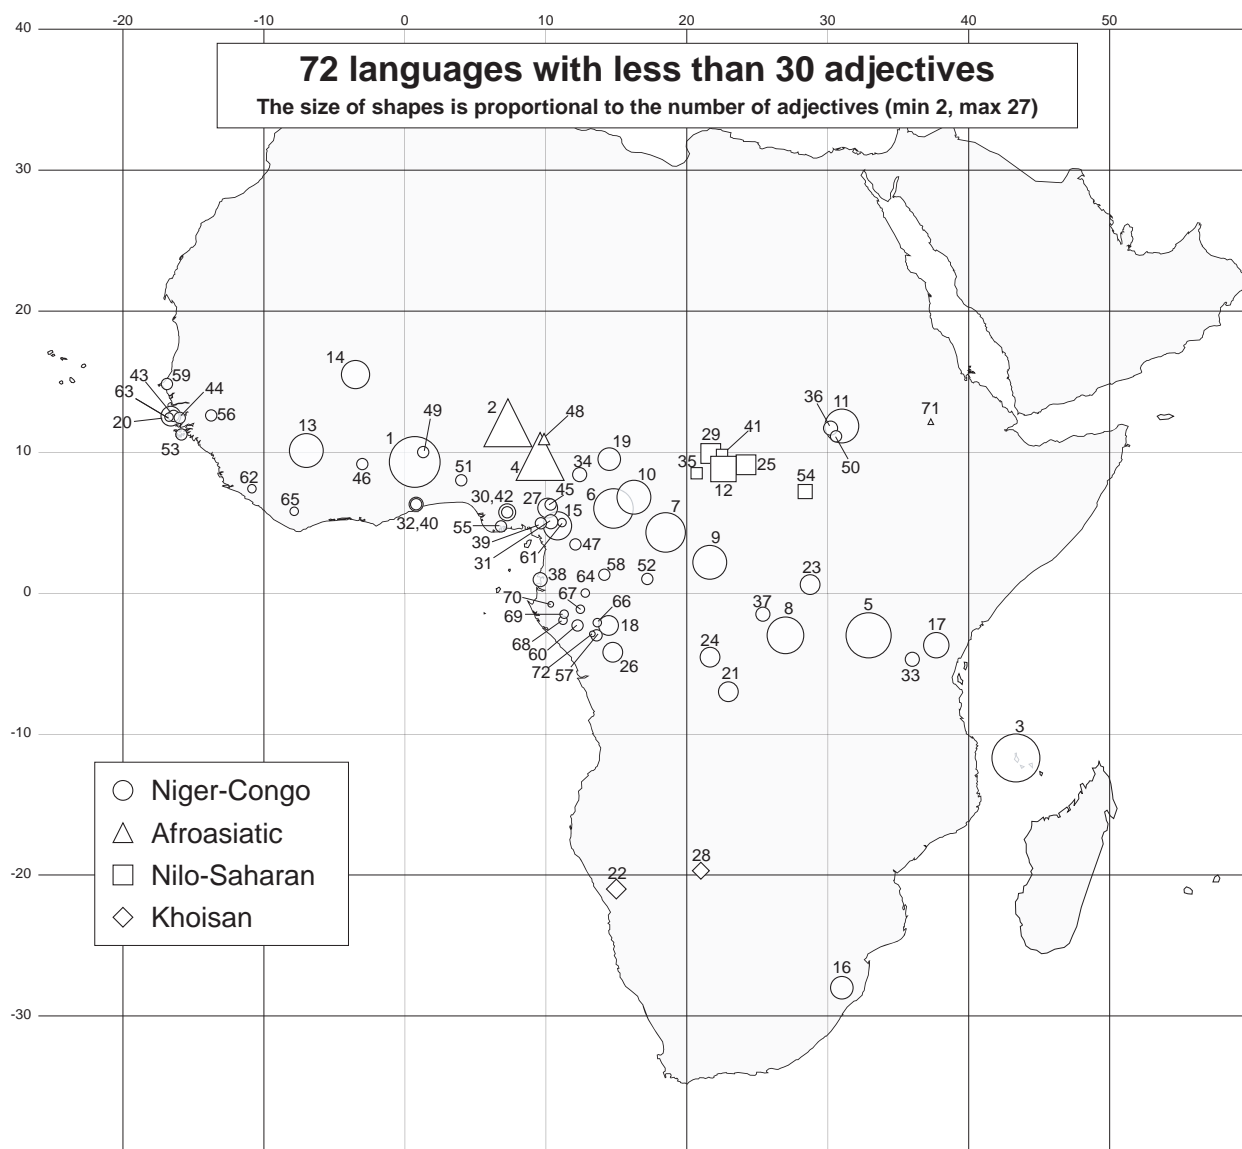 -20 -10 0 10 20 30 40 50
40
72 languages with less than 30 adjectives
The size of shapes is proportional to the number of adjectives (min 2, max 27)
30
20
14
43 59 44
63
20 56
53
13
1 49
2 48
46 51
4 34 19
36 11 71
50
29 41
35 25
12 54
10
62 65
32,40
30,42 27 45
55 15 6 10 7
39
31 61 47
9
38 64 58 52
23
0
70 67 66
69 18
68 60
72 57 26
37 8 5 17
24 33
21
-10
3
Niger-Congo
Afroasiatic
Nilo-Saharan
Khoisan
-20
22 28
16
-30